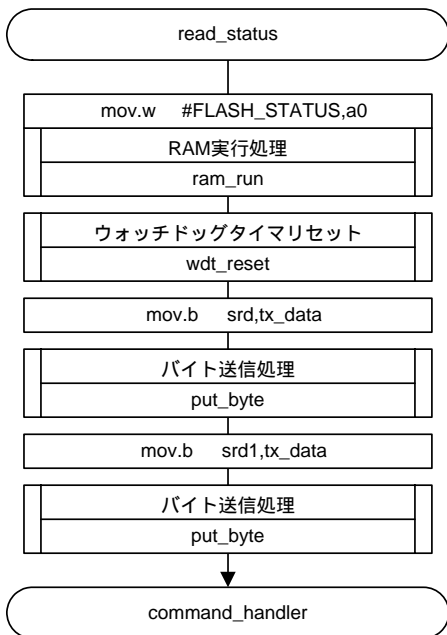 read_status
mov.w #FLASH_STATUS,a0
RAM実行処理
ram_run
ウォッチドッグタイマリセット
wdt_reset
mov.b srd,tx_data
バイト送信処理
put_byte
mov.b srd1,tx_data
バイト送信処理
put_byte
command_handler